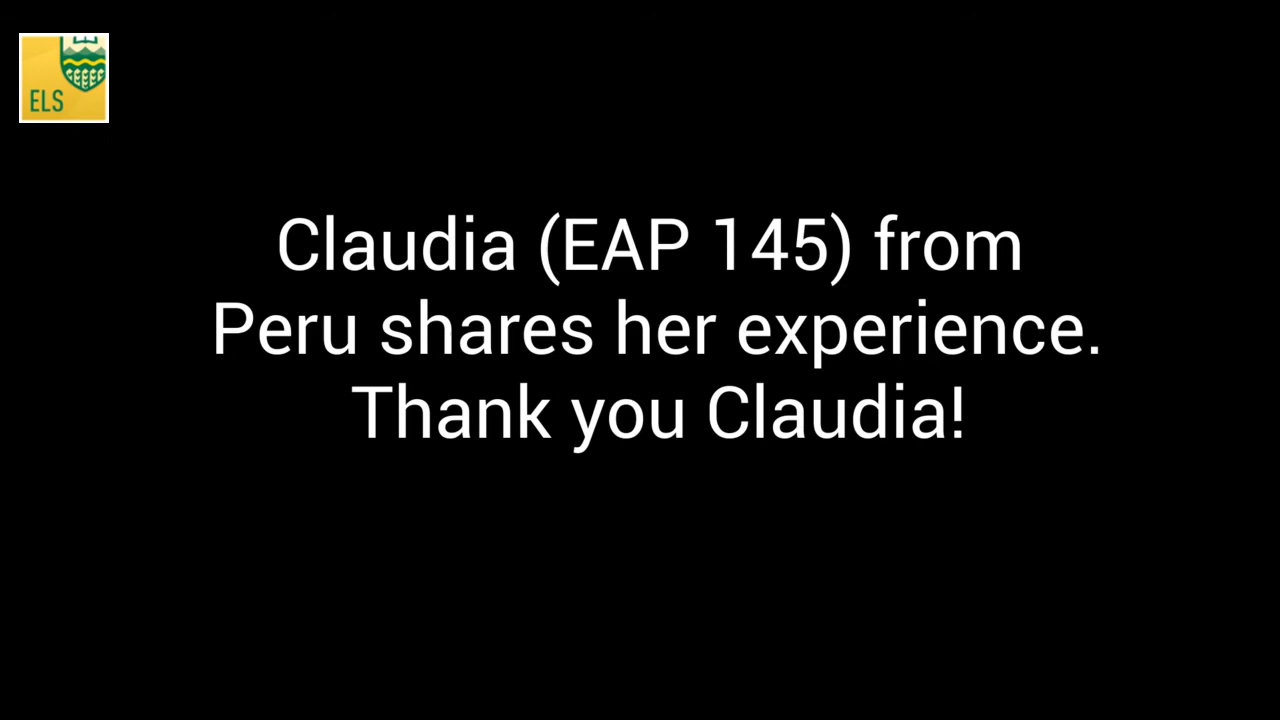 ELS
Claudia (EAP 145) from
Peru shares her experience.
Thank you Claudia!